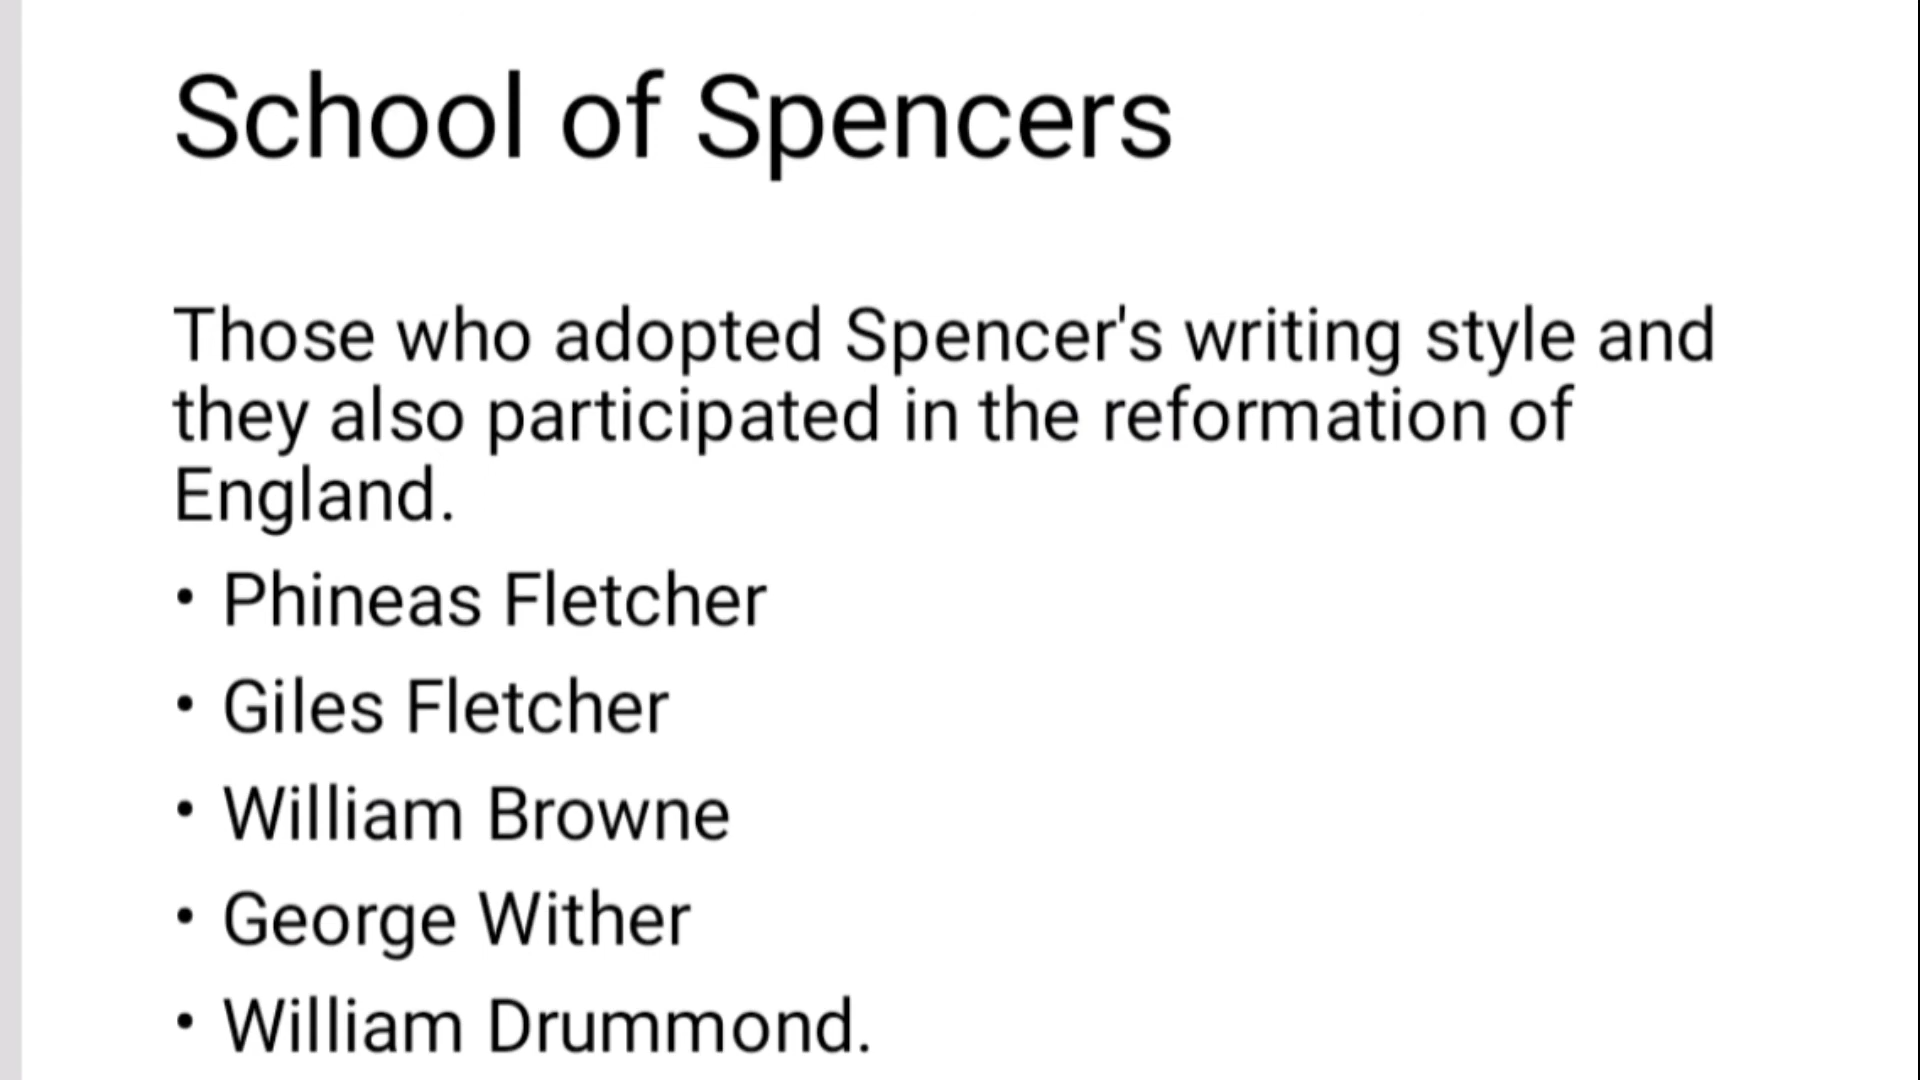 School of Spencers
Those who adopted Spencer's writing style and
they also participated in the reformation of
England.
• Phineas Fletcher
• Giles Fletcher
• William Browne
• George Wither
• William Drummond.